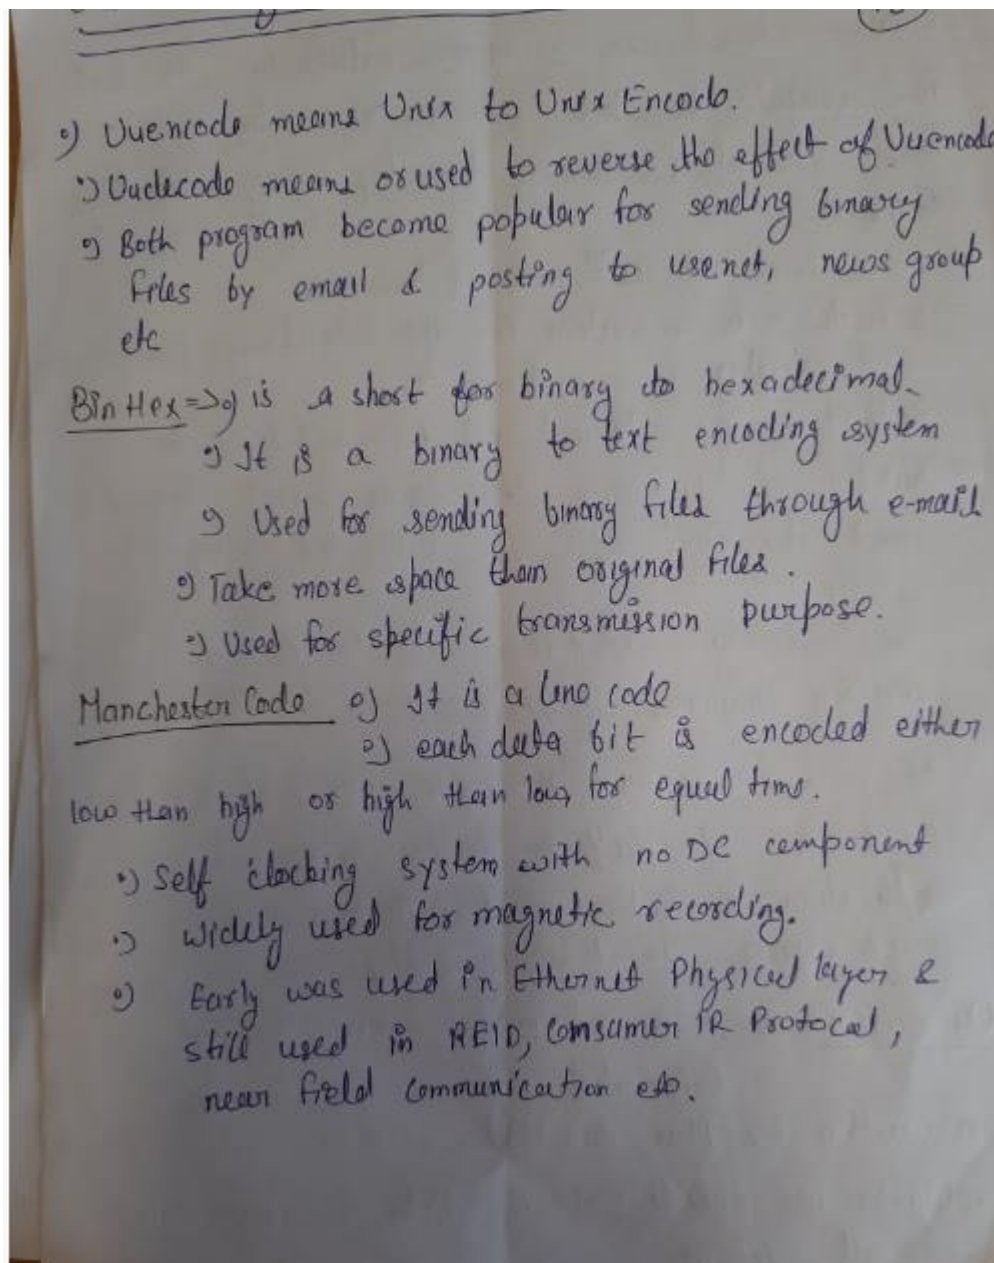 •) Uuencode means Unix to Unix Encode.
•) Uudecode means or used to reverse the effect of Uuencode
•) Both program become popular for sending binary
files by email & posting to usenet, news group
etc
BinHex => •) is a short for binary to hexadecimal.
•) It is a binary to text encoding system
•) Used for sending binary files through e-mail
•) Take more space than original files.
•) Used for specific transmission purpose.
Manchester Code •) It is a line code
•) each data bit is encoded either
low than high or high than low, for equal time.
•) Self clocking system with no DC component
•) Widely used for magnetic recording.
•) Early was used in Ethernet Physical layer &
still used in RFID, Consumer IR Protocol,
near field communication etc.